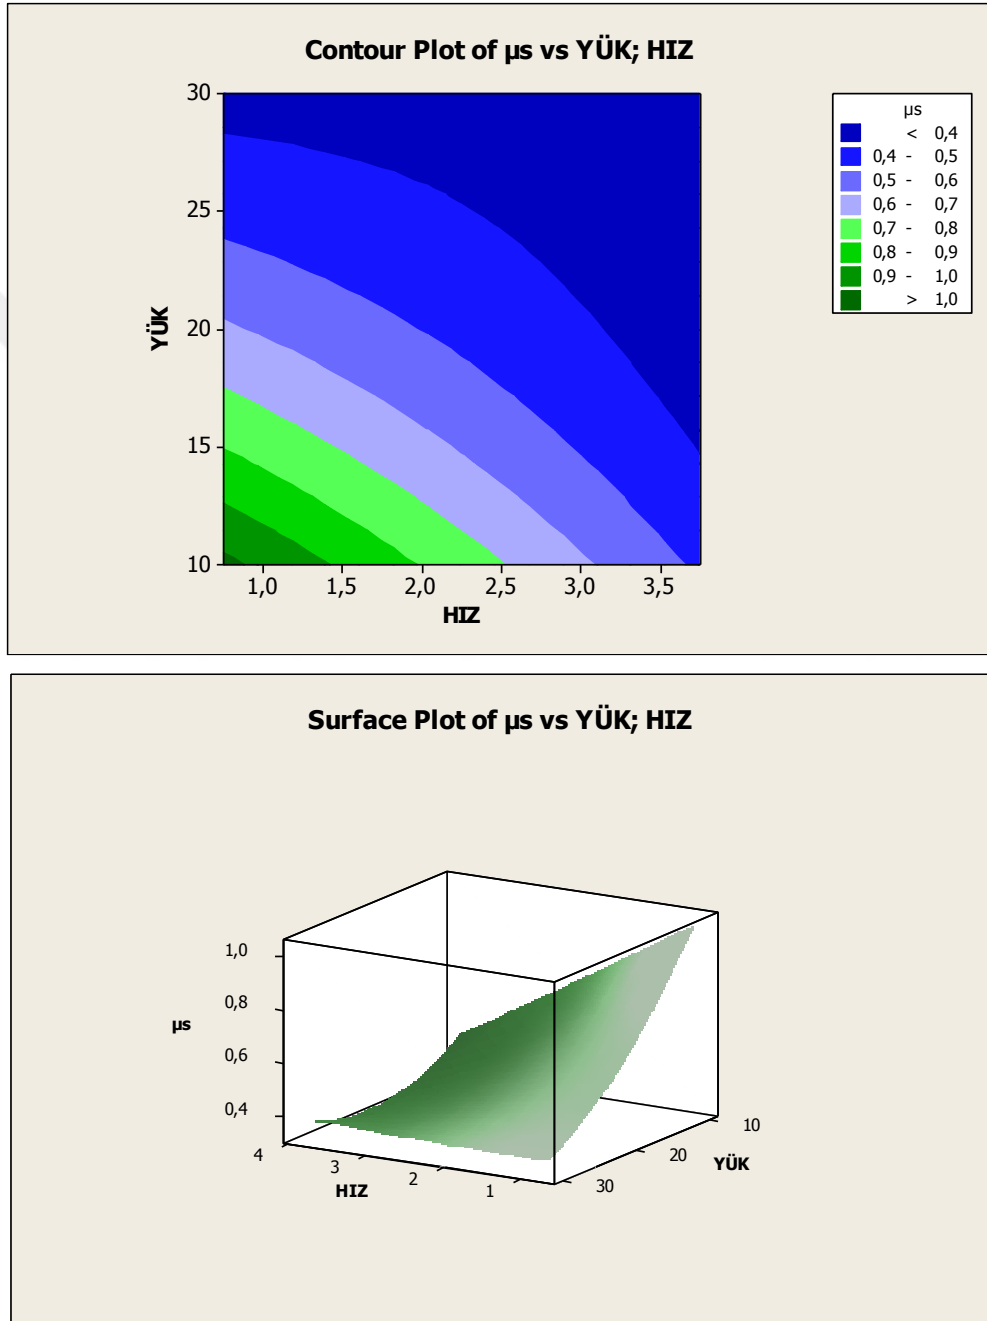 Contour Plot of µs vs YÜK; HIZ
µs
< 0,4
0,4 - 0,5
0,5 - 0,6
0,6 - 0,7
0,7 - 0,8
0,8 - 0,9
0,9 - 1,0
> 1,0
30
25
20
15
10
YÜK
1,0 1,5 2,0 2,5 3,0 3,5
HIZ
Surface Plot of µs vs YÜK; HIZ
1,0
0,8
µs
0,6
0,4
4 3 2 1
HIZ
10
20
30
YÜK